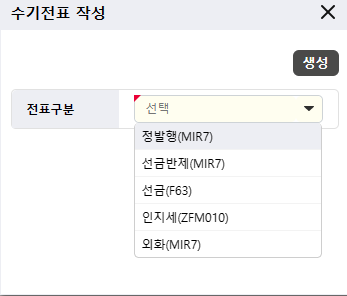 수기전표 작성
생성
전표구분
선택
정발행(MIR7)
선금반제(MIR7)
선금(F63)
인지세(ZFM010)
외화(MIR7)